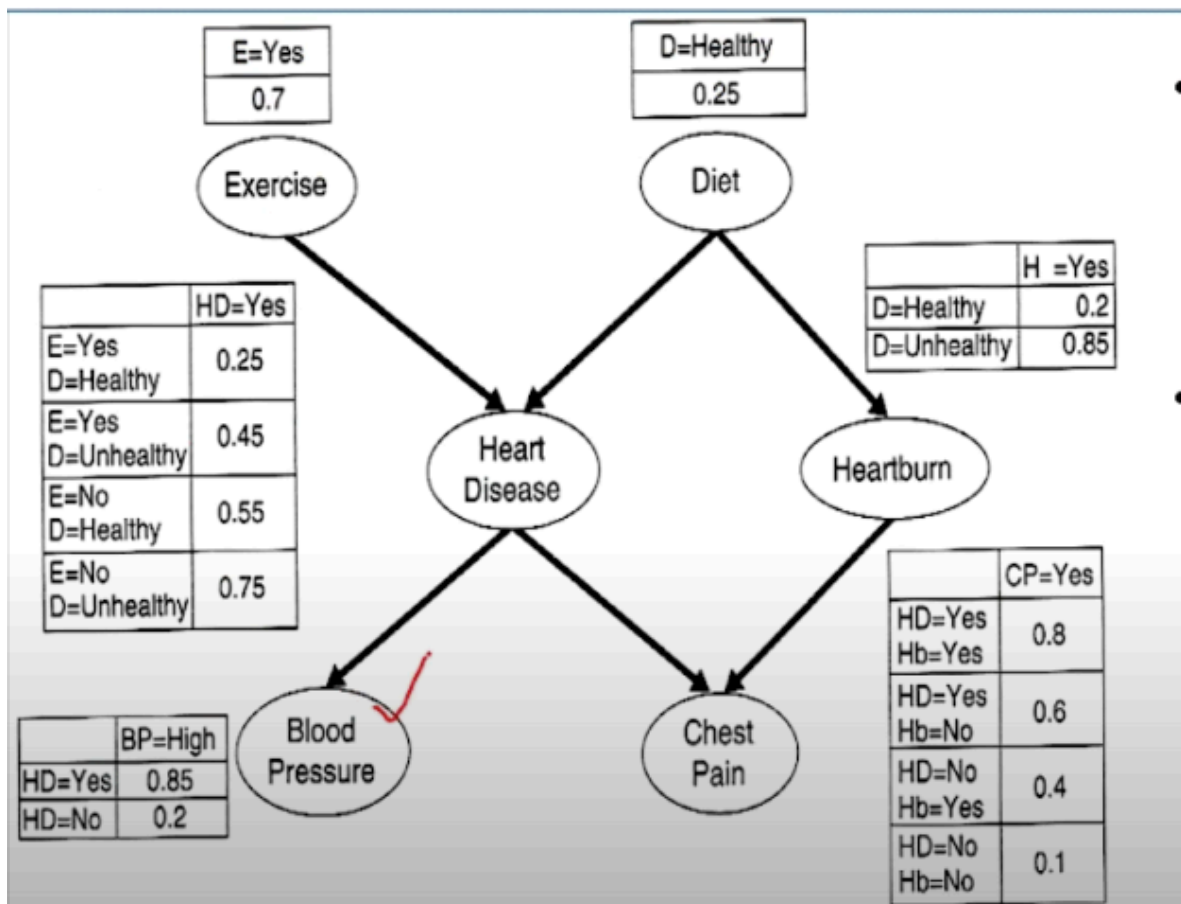 E=Yes
0.7
D=Healthy
0.25
Exercise
Diet
H =Yes
D=Healthy 0.2
D=Unhealthy 0.85
HD=Yes
E=Yes
D=Healthy 0.25
E=Yes
D=Unhealthy 0.45
E=No
D=Healthy 0.55
E=No
D=Unhealthy 0.75
Heart
Disease
Heartburn
CP=Yes
HD=Yes
Hb=Yes 0.8
HD=Yes
Hb=No 0.6
HD=No
Hb=Yes 0.4
HD=No
Hb=No 0.1
BP=High
HD=Yes 0.85
HD=No 0.2
Blood
Pressure
Chest
Pain